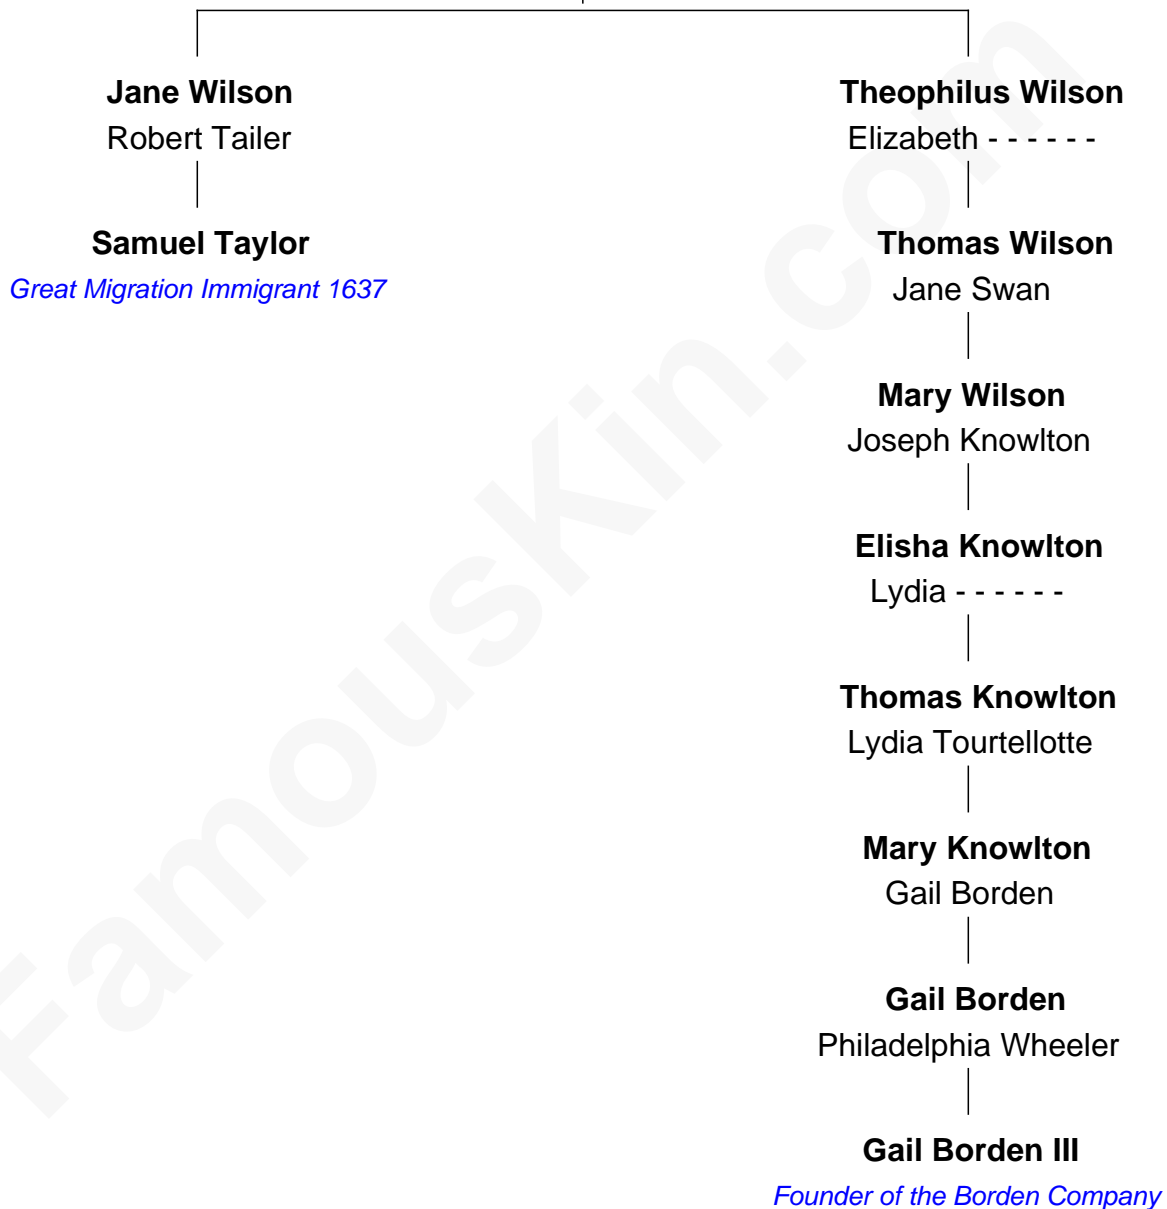 Jane Wilson
Robert Tailer
Samuel Taylor
Great Migration Immigrant 1637
Theophilus Wilson
Elizabeth - - - - - -
Thomas Wilson
Jane Swan
Mary Wilson
Joseph Knowlton
Elisha Knowlton
Lydia - - - - - -
Thomas Knowlton
Lydia Tourtellotte
Mary Knowlton
Gail Borden
Gail Borden
Philadelphia Wheeler
Gail Borden III
Founder of the Borden Company
FamousKin.com